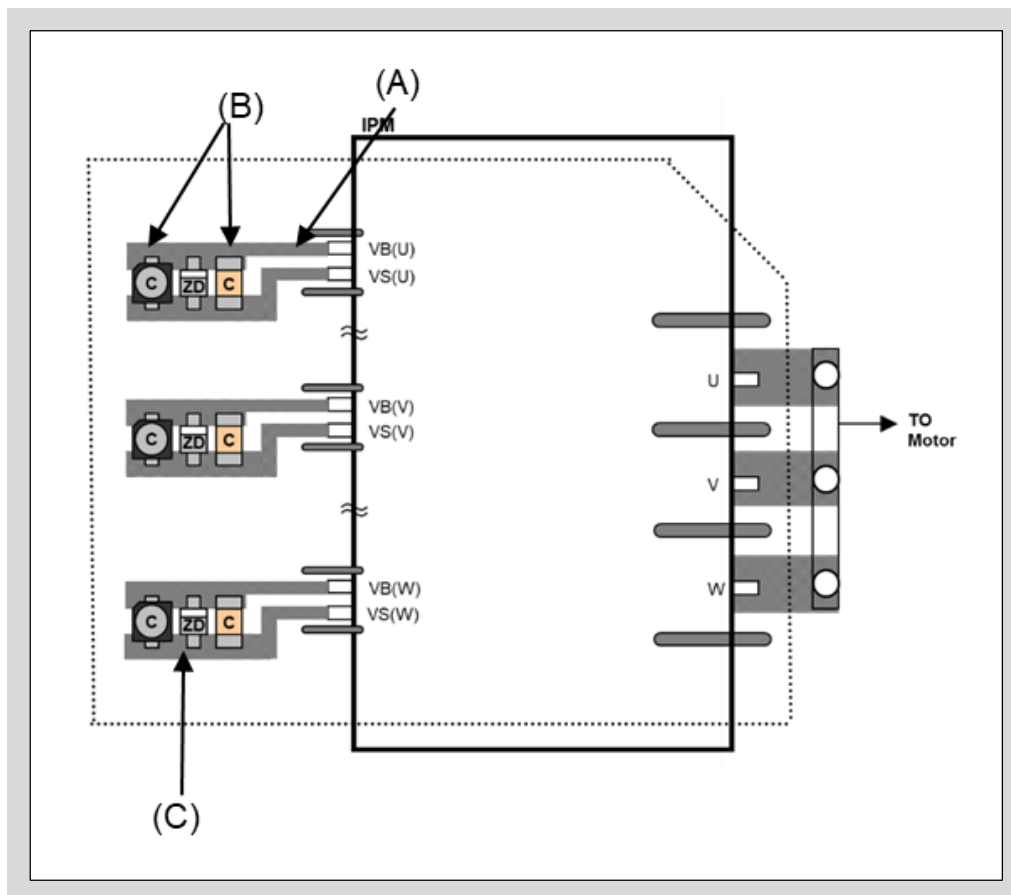 (A)
(B)
IPM
VB(U)
VS(U)
C
ZD
C
U
VB(V)
VS(V)
C
ZD
C
TO
Motor
V
VB(W)
VS(W)
W
C
ZD
C
(C)